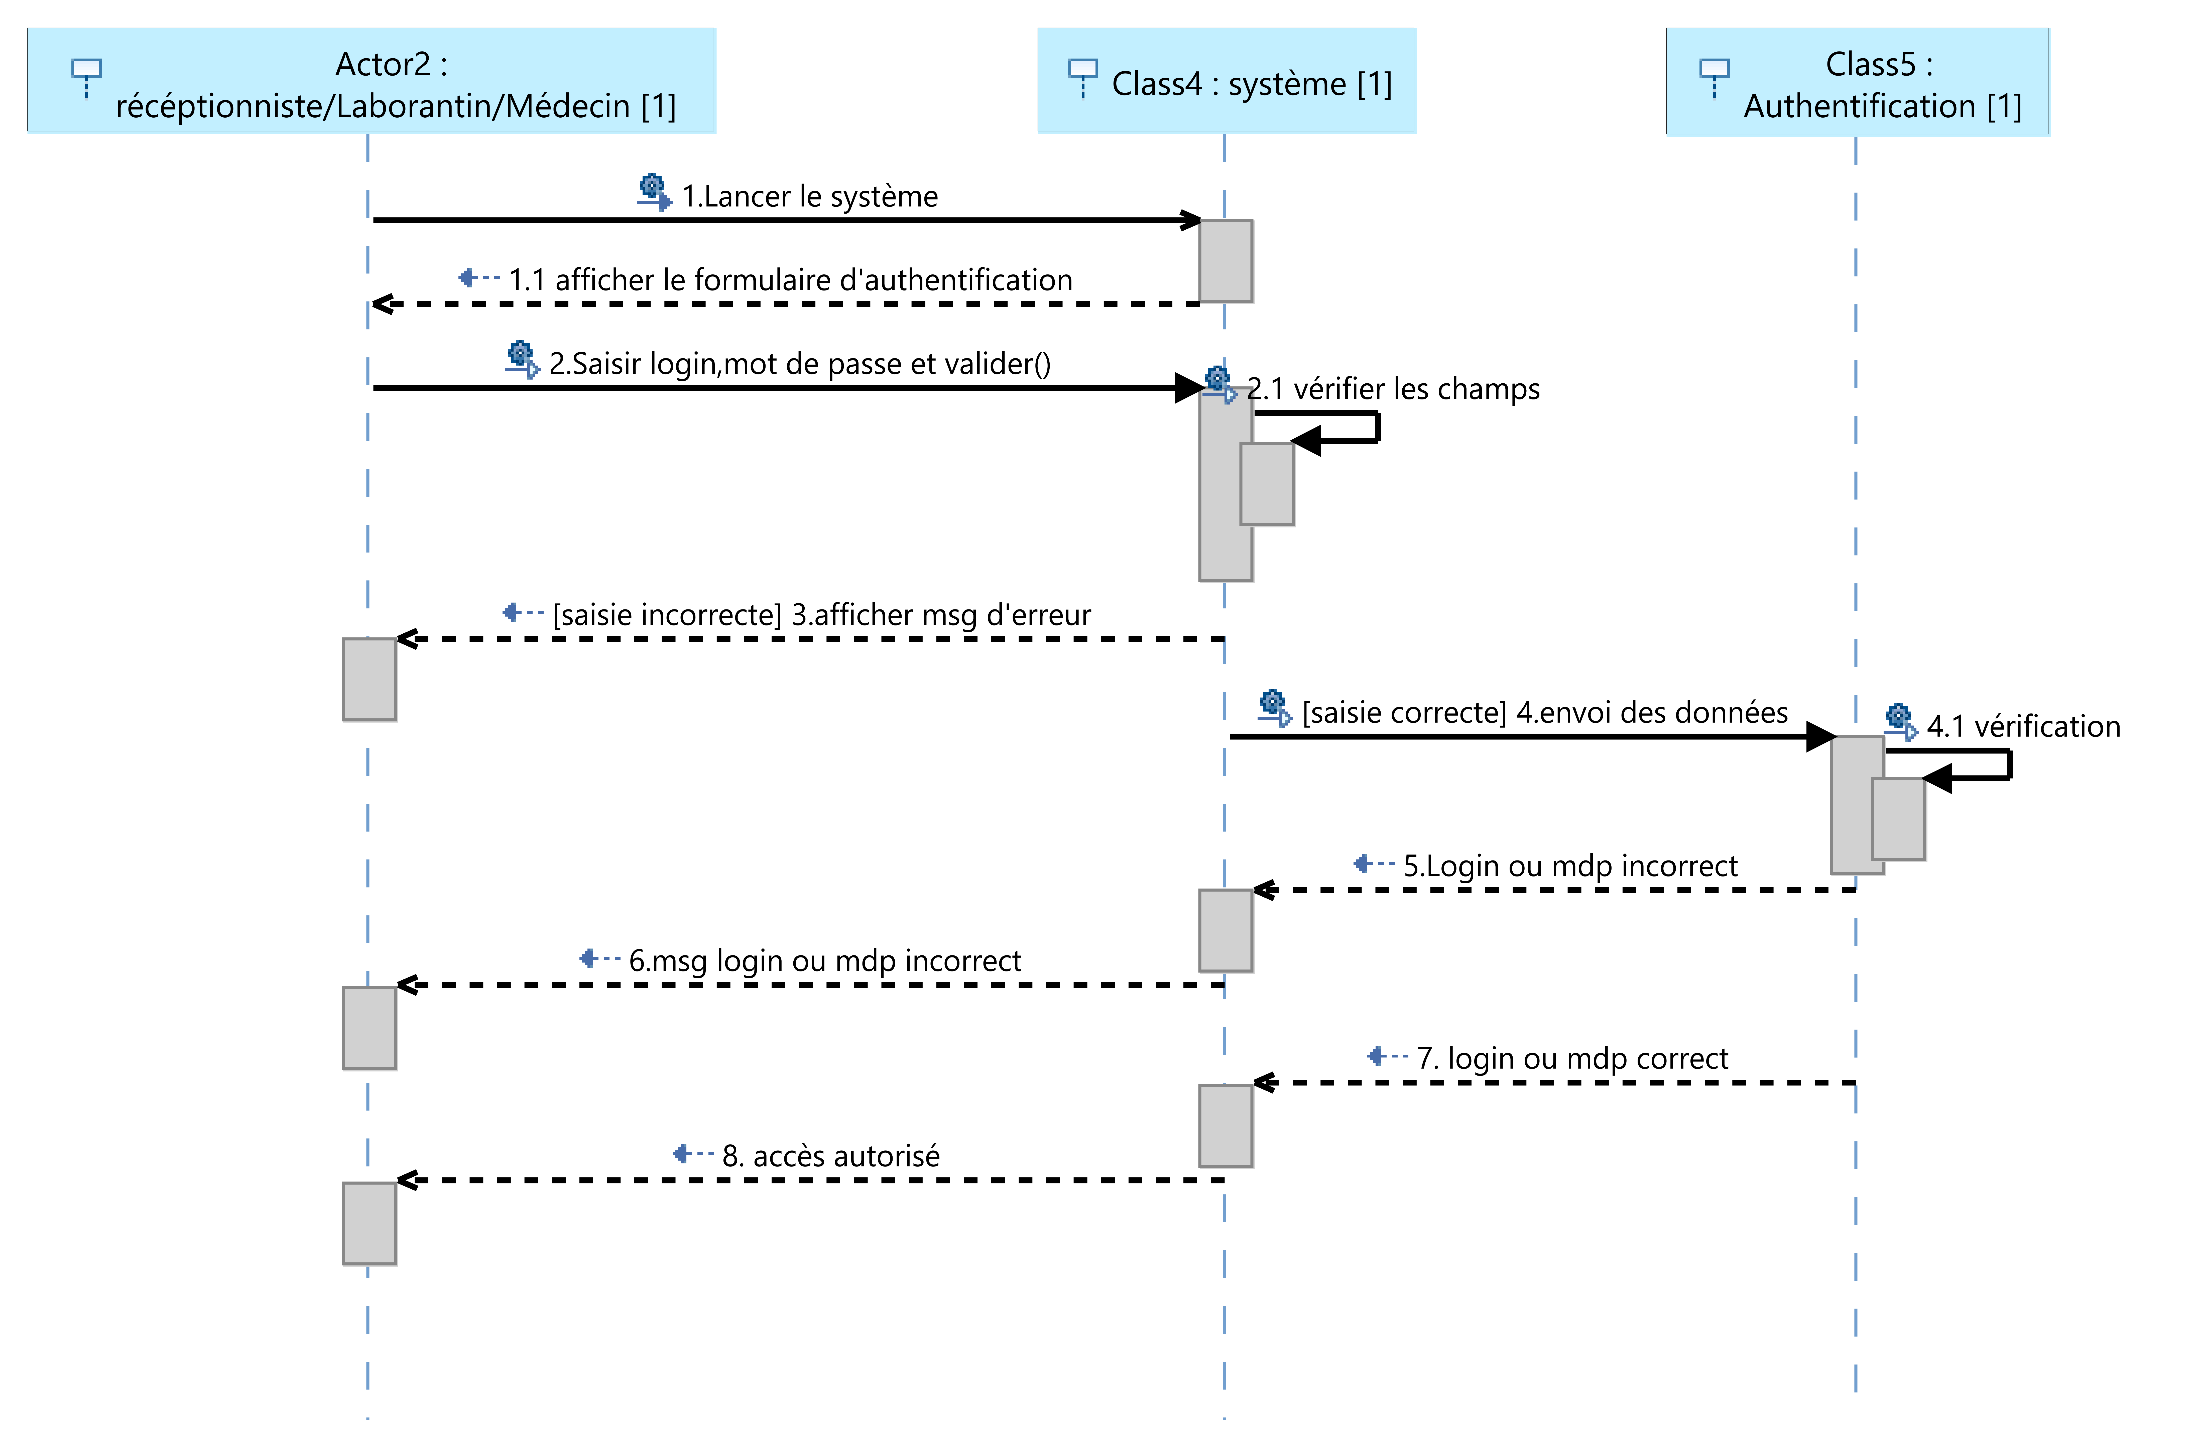 Actor2 :
récéptionniste/Laborantin/Médecin [1]
Class4 : système [1]
Class5 :
Authentification [1]
1.Lancer le système
1.1 afficher le formulaire d'authentification
2.Saisir login,mot de passe et valider()
2.1 vérifier les champs
[saisie incorrecte] 3.afficher msg d'erreur
[saisie correcte] 4.envoi des données
4.1 vérification
5.Login ou mdp incorrect
6.msg login ou mdp incorrect
7. login ou mdp correct
8. accès autorisé